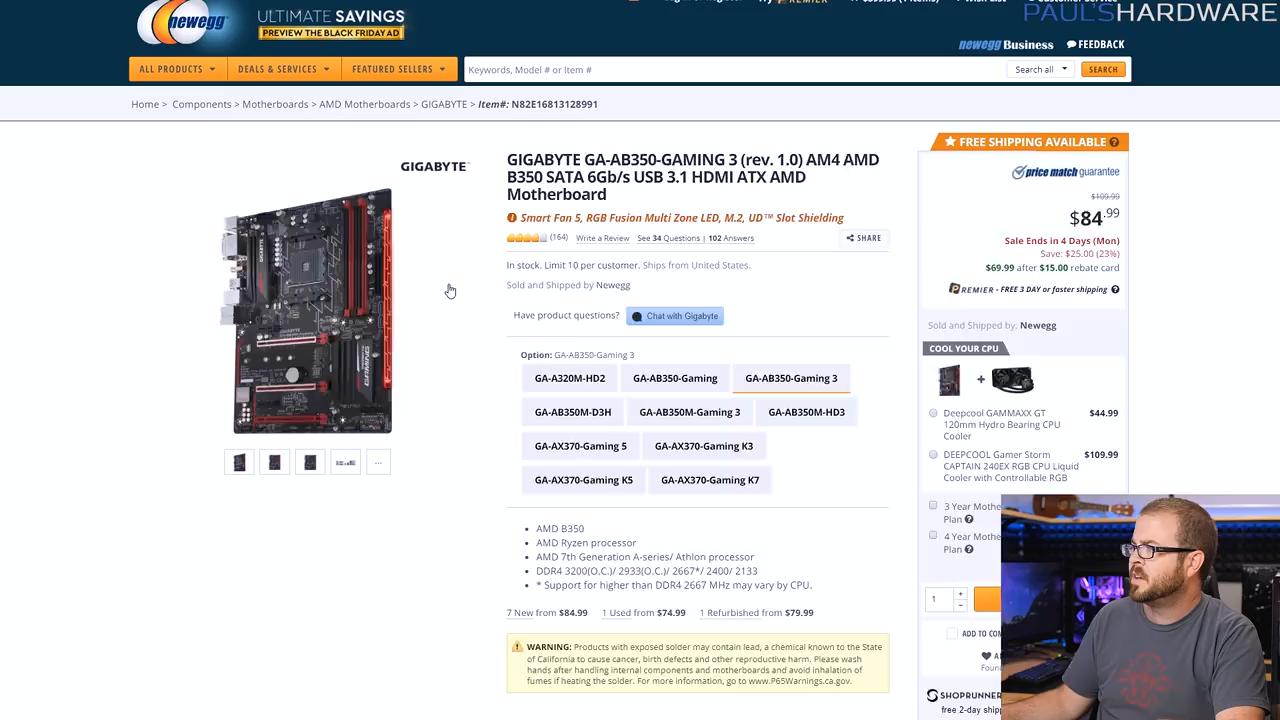 newegg
ULTIMATE SAVINGS
PREVIEW THE BLACK FRIDAY AD
PREMIER
PAUL'SHARDWARE
newegg Business
FEEDBACK
ALL PRODUCTS
DEALS & SERVICES
FEATURED SELLERS
Keywords, Model # or Item #
Search all
SEARCH
Home > Components > Motherboards > AMD Motherboards > GIGABYTE > Item#: N82E16813128991
FREE SHIPPING AVAILABLE
GIGABYTE
GIGABYTE GA-AB350-GAMING 3 (rev. 1.0) AM4 AMD
B350 SATA 6Gb/s USB 3.1 HDMI ATX AMD
Motherboard
Smart Fan 5, RGB Fusion Multi Zone LED, M.2, UD™ Slot Shielding
(164) Write a Review See 34 Questions | 102 Answers
SHARE
In stock. Limit 10 per customer. Ships from United States.
Sold and Shipped by Newegg
Have product questions?
Chat with Gigabyte
Option: GA-AB350-Gaming 3
GA-A320M-HD2
GA-AB350-Gaming
GA-AB350-Gaming 3
GA-AB350M-D3H
GA-AB350M-Gaming 3
GA-AB350M-HD3
GA-AX370-Gaming 5
GA-AX370-Gaming K3
GA-AX370-Gaming K5
GA-AX370-Gaming K7
• AMD B350
• AMD Ryzen processor
• AMD 7th Generation A-series/ Athlon processor
• DDR4 3200(O.C.)/ 2933(O.C.)/ 2667*/ 2400/ 2133
• * Support for higher than DDR4 2667 MHz may vary by CPU.
7 New from $84.99 1 Used from $74.99 1 Refurbished from $79.99
WARNING: Products with exposed solder may contain lead, a chemical known to the State
of California to cause cancer, birth defects and other reproductive harm. Please wash
hands after handling internal components and motherboards and avoid inhalation of
fumes if heating the solder. For more information, go to www.P65Warnings.ca.gov.
price match guarantee
$109.99
$84.99
Sale Ends in 4 Days (Mon)
Save: $25.00 (23%)
$69.99 after $15.00 rebate card
PREMIER • FREE 3 DAY or faster shipping
Sold and Shipped by: Newegg
COOL YOUR CPU
+
Deepcool GAMMAXX GT
120mm Hydro Bearing CPU
Cooler
$44.99
DEEPCOOL Gamer Storm
CAPTAIN 240EX RGB CPU Liquid
Cooler with Controllable RGB
$109.99
3 Year Mothe
Plan
4 Year Mothe
Plan
1
ADD TO COM
Foun
SHOPRUNNER
free 2-day shipp